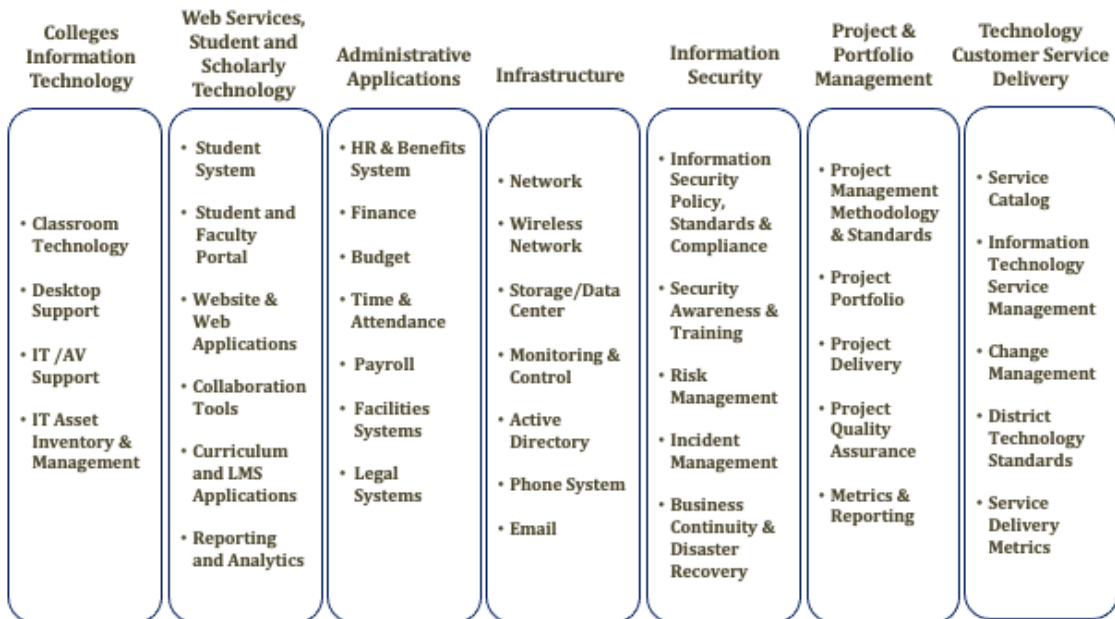 Colleges
Information
Technology
Web Services,
Student and
Scholarly
Technology
Administrative
Applications
Infrastructure
Information
Security
Project &
Portfolio
Management
Technology
Customer Service
Delivery
• Classroom
Technology
• Desktop
Support
• IT /AV
Support
• IT Asset
Inventory &
Management
• Student
System
• Student and
Faculty
Portal
• Website &
Web
Applications
• Collaboration
Tools
• Curriculum
and LMS
Applications
• Reporting
and Analytics
• HR & Benefits
System
• Finance
• Budget
• Time &
Attendance
• Payroll
• Facilities
Systems
• Legal
Systems
• Network
• Wireless
Network
• Storage/Data
Center
• Monitoring &
Control
• Active
Directory
• Phone System
• Email
• Information
Security
Policy,
Standards &
Compliance
• Security
Awareness &
Training
• Risk
Management
• Incident
Management
• Business
Continuity &
Disaster
Recovery
• Project
Management
Methodology
& Standards
• Project
Portfolio
• Project
Delivery
• Project
Quality
Assurance
• Metrics &
Reporting
• Service
Catalog
• Information
Technology
Service
Management
• Change
Management
• District
Technology
Standards
• Service
Delivery
Metrics